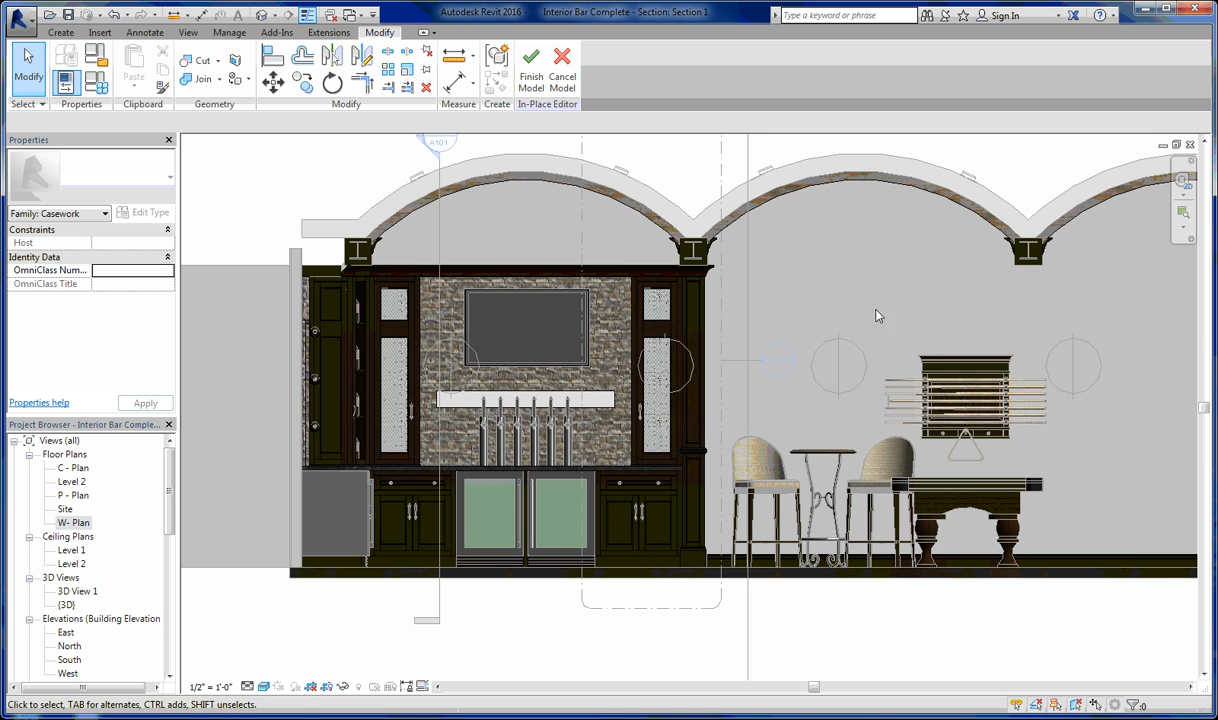 Autodesk Revit 2016 - Interior Bar Complete - Section: Section 1
Type a keyword or phrase
Sign In
Create Insert Annotate View Manage Add-Ins Extensions Modify
Modify
Paste
Cut
Join
Finish Model
Cancel Model
Select Properties Clipboard Geometry Modify Measure Create In-Place Editor
Properties
Family: Casework
Edit Type
Constraints
Host
Identity Data
OmniClass Num...
OmniClass Title
Properties help
Apply
Project Browser - Interior Bar Comple...
Views (all)
Floor Plans
C - Plan
Level 2
P - Plan
Site
W- Plan
Ceiling Plans
Level 1
Level 2
3D Views
3D View 1
{3D}
Elevations (Building Elevation
East
North
South
West
A101
2D
1/2" = 1'-0"
Click to select, TAB for alternates, CTRL adds, SHIFT unselects.
:0